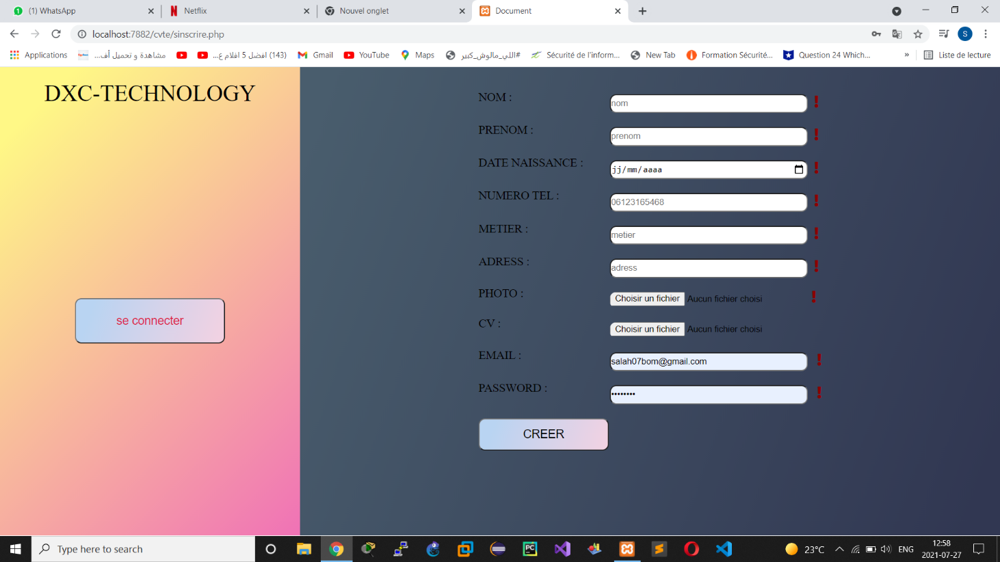 (1) WhatsApp
Netflix
Nouvel onglet
Document
localhost:7882/cvte/sinscrire.php
S
Applications
مشاهدة و تحميل أف...
(143) افضل 5 افلام ع...
Gmail
YouTube
Maps
#اللي_مالوش_كبير
Sécurité de l'inform...
New Tab
Formation Sécurité...
Question 24 Which...
»
Liste de lecture
DXC-TECHNOLOGY
se connecter
NOM :
nom
PRENOM :
prenom
DATE NAISSANCE :
jj/mm/aaaa
NUMERO TEL :
06123165468
METIER :
metier
ADRESS :
adress
PHOTO :
Choisir un fichier Aucun fichier choisi
CV :
Choisir un fichier Aucun fichier choisi
EMAIL :
salah07bom@gmail.com
PASSWORD :
••••••••
CREER
Type here to search
23°C
ENG
12:58
2021-07-27